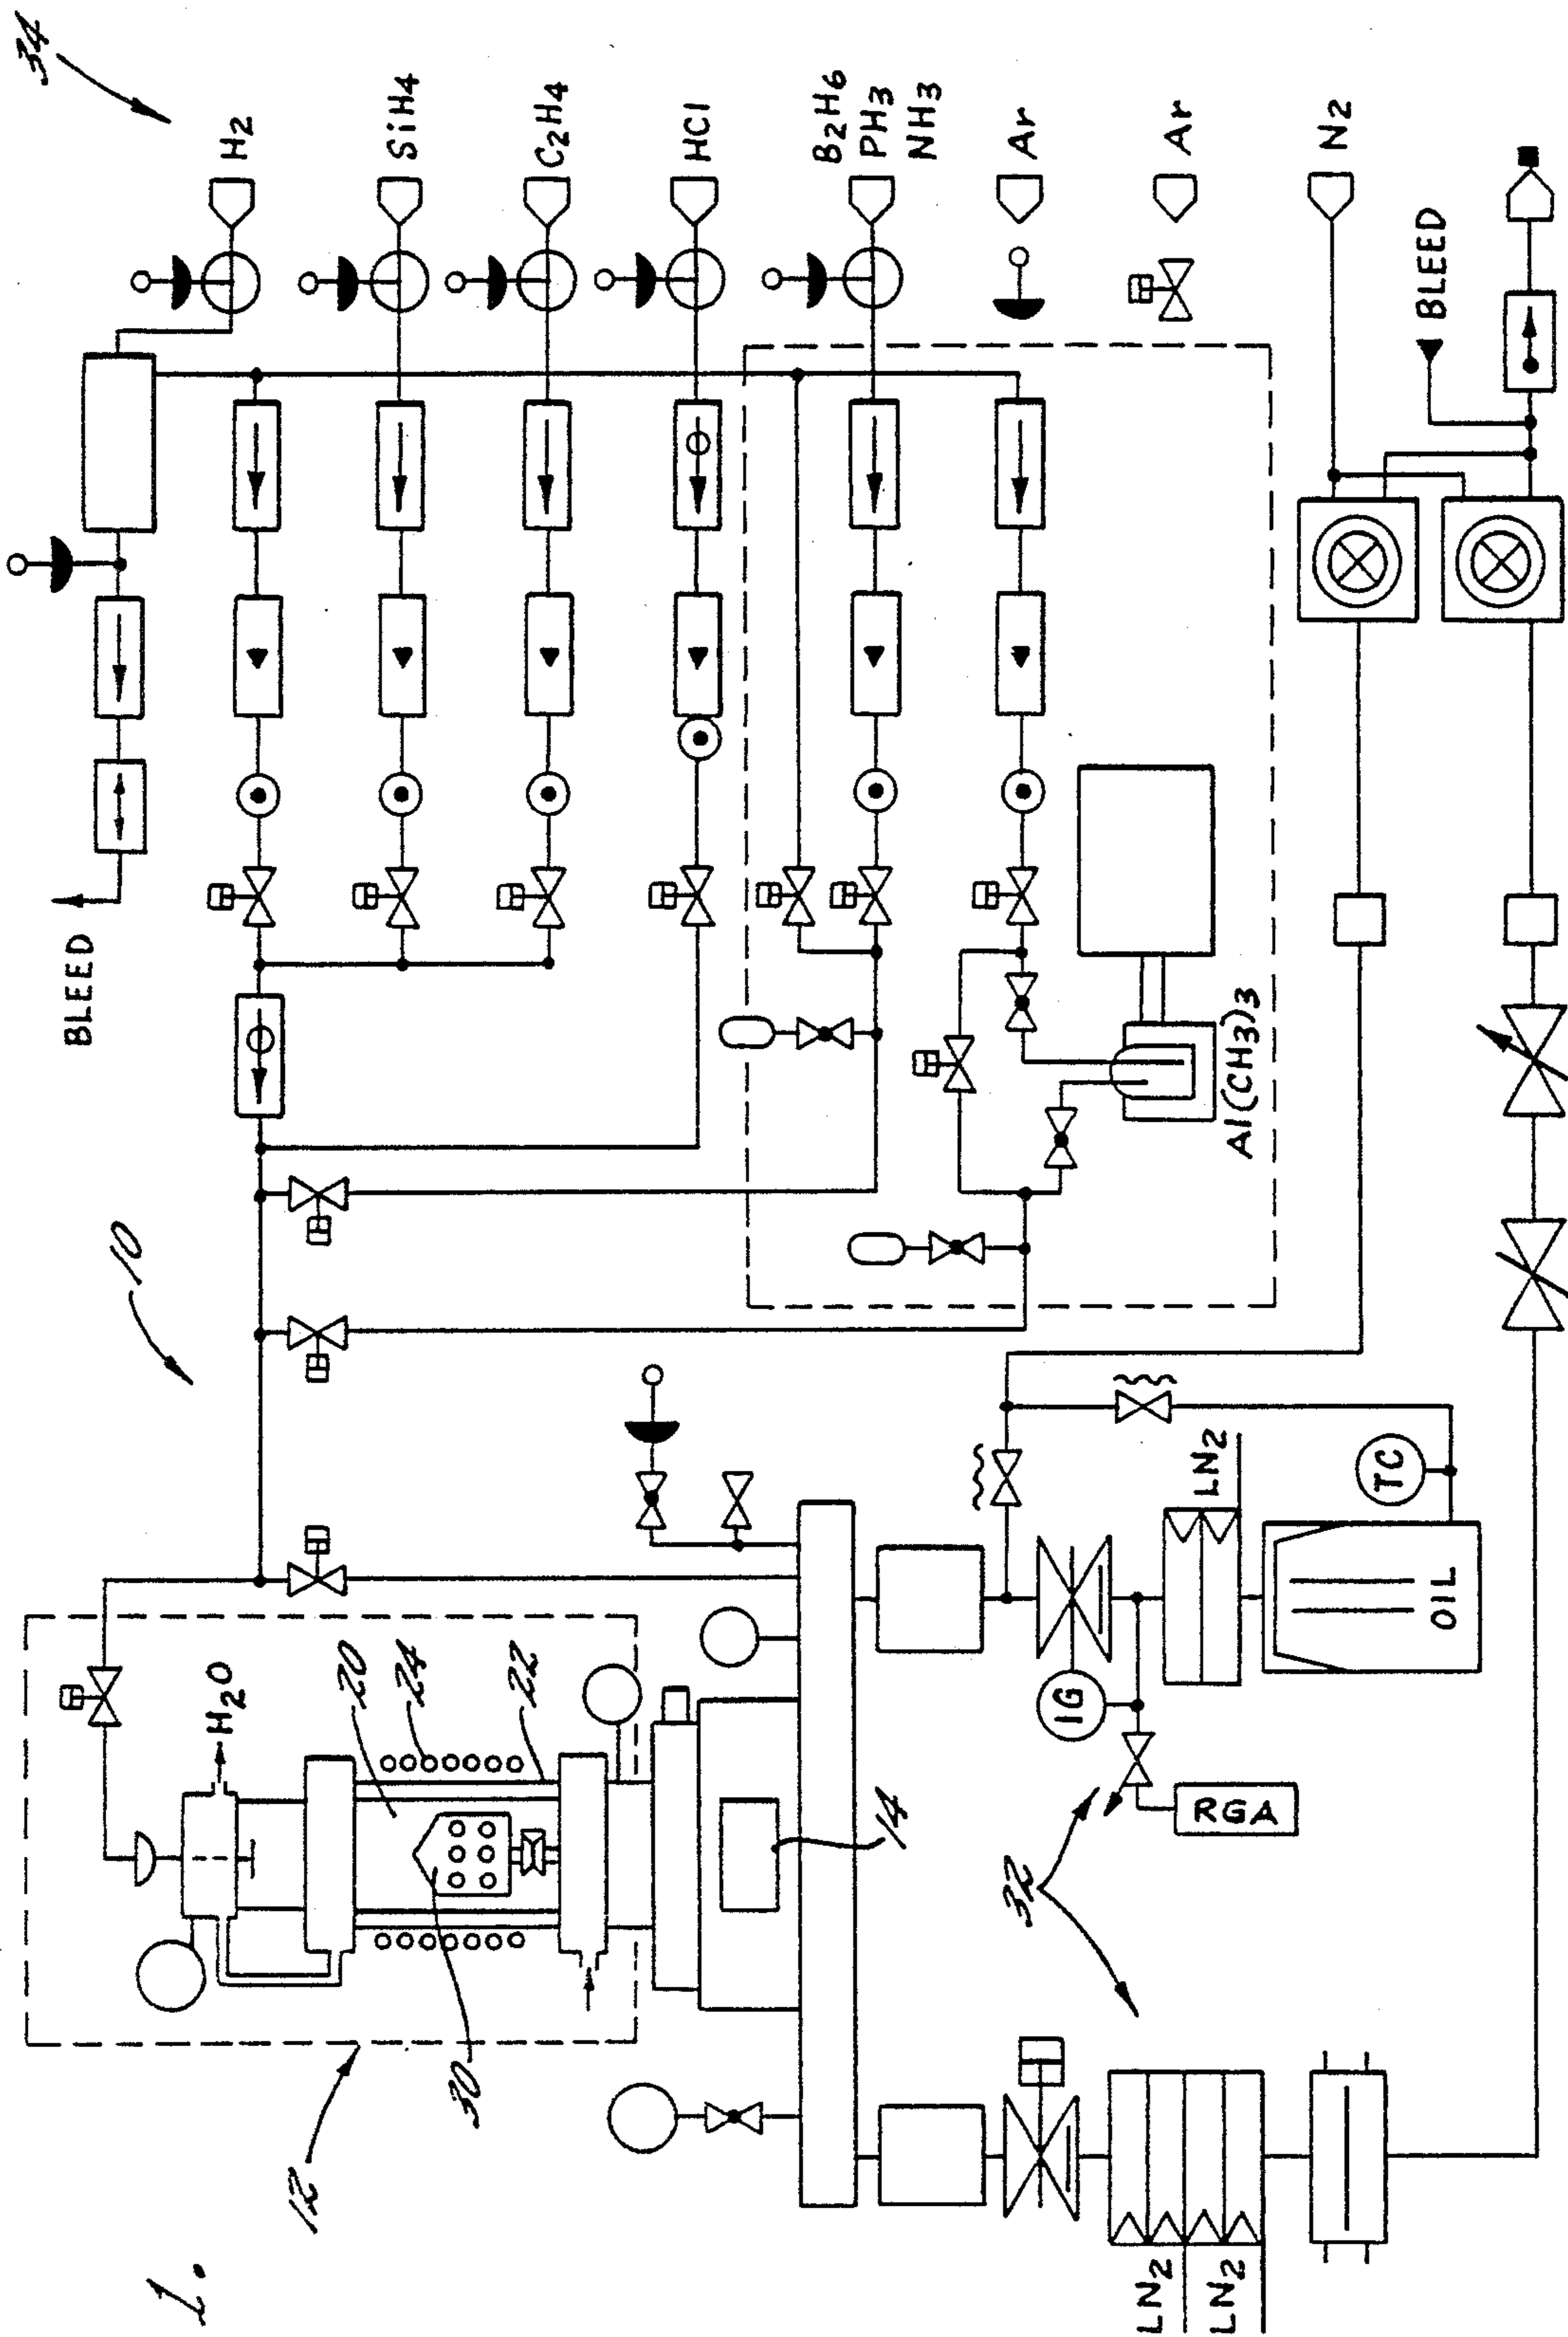 34
H2
SiH4
C2H4
HCl
B2H6
PH3
NH3
Ar
Ar
N2
BLEED
BLEED
10
Al(CH3)3
H2O
20
24
22
30
12
14
32
IG
RGA
LN2
TC
OIL
LN2
LN2
1.